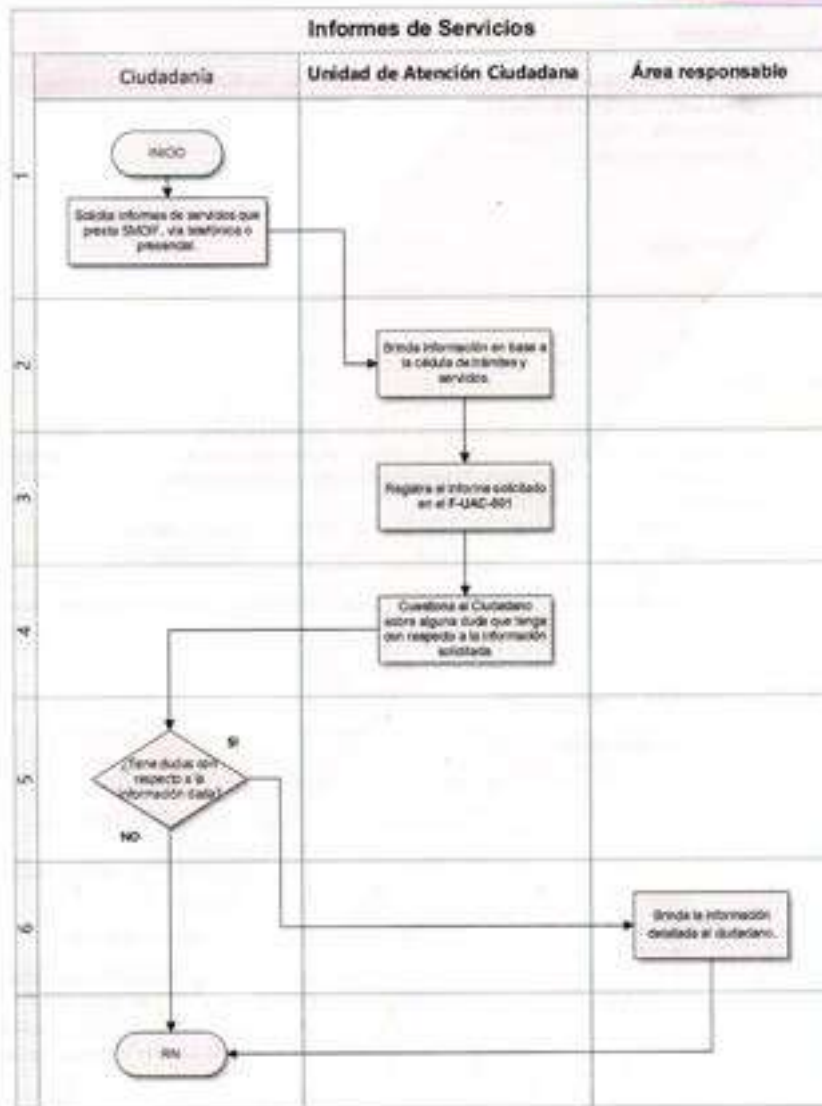 Informes de Servicios
Ciudadanía
Unidad de Atención Ciudadana
Área responsable
1
INICIO
Solicita informes de servicios que
presta SMDIF, vía telefónica o
presencial.
2
Brinda información en base a
la cédula de trámites y
servicios.
3
Registra el informe solicitado
en el F-UAC-001
4
Cuestiona al Ciudadano
sobre alguna duda que tenga
con respecto a la información
solicitada.
5
¿Tiene dudas con
respecto a la
información dada?
SI
NO
6
Brinda la información
detallada al ciudadano.
FIN